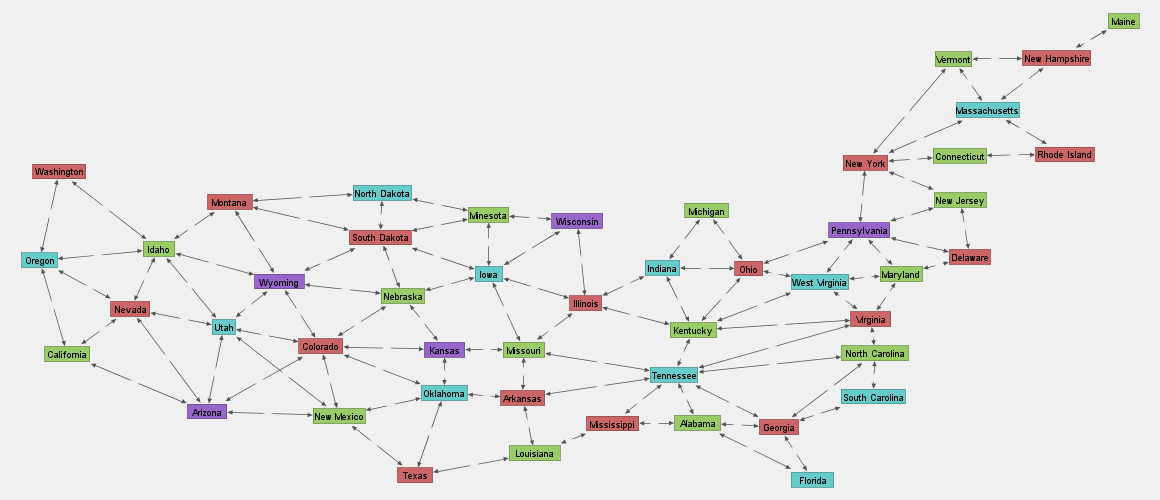 Maine
Vermont
New Hampshire
Massachusetts
New York
Connecticut
Rhode Island
Washington
Montana
North Dakota
Minesota
Wisconsin
Michigan
New Jersey
South Dakota
Pennsylvania
Idaho
Oregon
Wyoming
Iowa
Indiana
Ohio
West Virginia
Maryland
Delaware
Nebraska
Illinois
Nevada
Utah
Kentucky
Virginia
California
Colorado
Kansas
Missouri
North Carolina
Tennessee
Oklahoma
Arkansas
South Carolina
Arizona
New Mexico
Mississippi
Alabama
Georgia
Louisiana
Texas
Florida